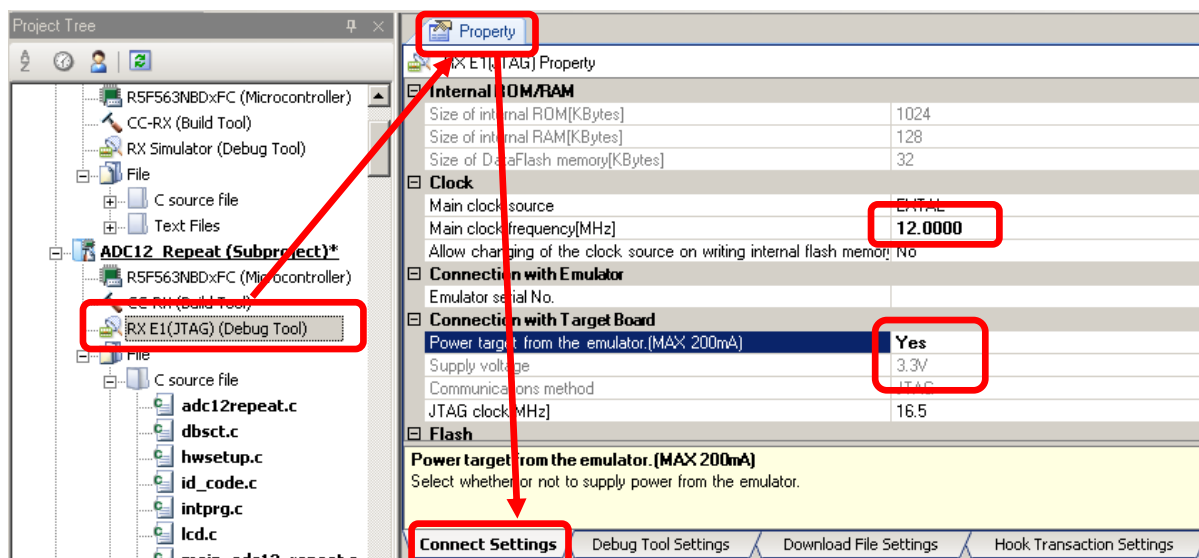 Project Tree
R5F563NBDxFC (Microcontroller)
CC-RX (Build Tool)
RX Simulator (Debug Tool)
File
C source file
Text Files
ADC12_Repeat (Subproject)*
R5F563NBDxFC (Microcontroller)
CC-RX (Build Tool)
RX E1(JTAG) (Debug Tool)
File
C source file
adc12repeat.c
dbsct.c
hwsetup.c
id_code.c
intprg.c
lcd.c
main_adc12_repeat.c
Property
RX E1(JTAG) Property
Internal ROM/RAM
Size of internal ROM[KBytes] 1024
Size of internal RAM[KBytes] 128
Size of DataFlash memory[KBytes] 32
Clock
Main clock source EXTAL
Main clock frequency[MHz] 12.0000
Allow changing of the clock source on writing internal flash memor No
Connection with Emulator
Emulator serial No.
Connection with Target Board
Power target from the emulator.(MAX 200mA) Yes
Supply voltage 3.3V
Communications method JTAG
JTAG clock[MHz] 16.5
Flash
Power target from the emulator.(MAX 200mA)
Select whether or not to supply power from the emulator.
Connect Settings Debug Tool Settings Download File Settings Hook Transaction Settings